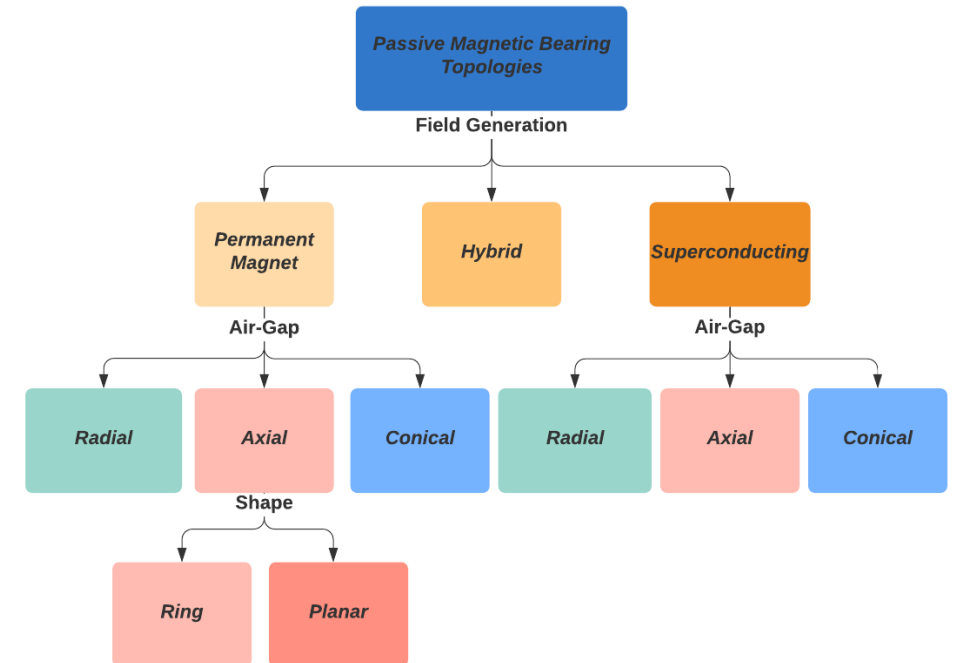 Passive Magnetic Bearing
Topologies
Field Generation
Permanent
Magnet
Hybrid
Superconducting
Air-Gap
Air-Gap
Radial
Axial
Conical
Radial
Axial
Conical
Shape
Ring
Planar